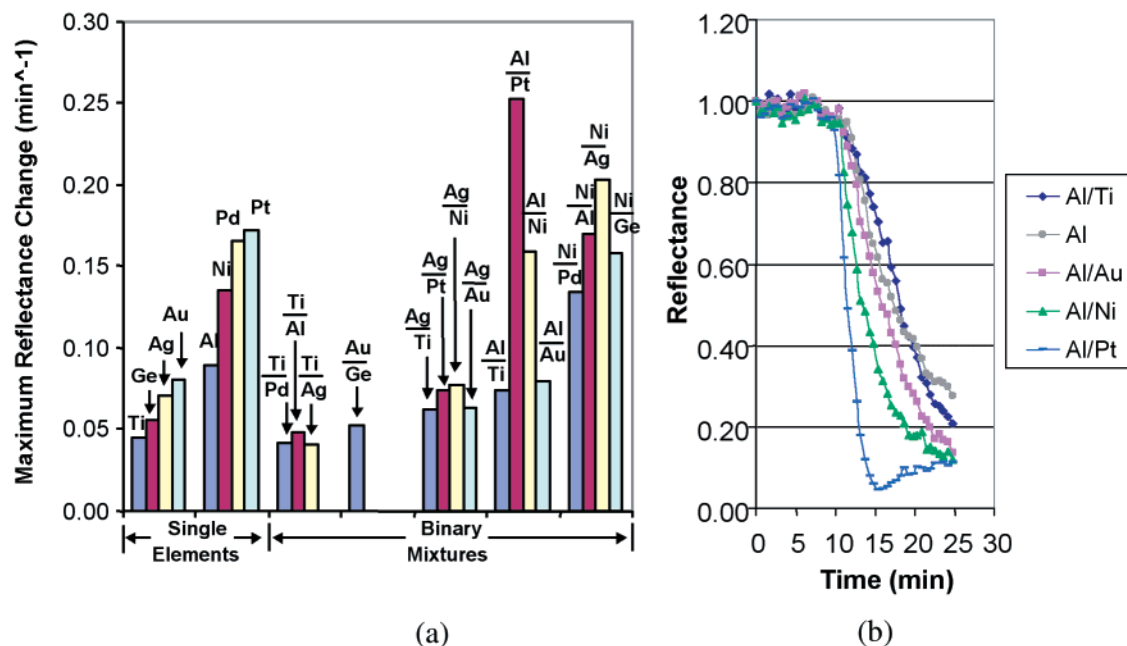 Maximum Reflectance Change (min^-1)
0.30
0.25
0.20
0.15
0.10
0.05
0.00
Ti
Ge
Ag
Au
Al
Ni
Pd
Pt
Ti
Pd
Ti
Al
Ti
Ag
Au
Ge
Ag
Ti
Ag
Pt
Ag
Ni
Ag
Au
Al
Ti
Al
Pt
Al
Ni
Al
Au
Ni
Pd
Ni
Al
Ni
Ag
Ni
Ge
Single
Elements
Binary
Mixtures
(a)
Reflectance
1.20
1.00
0.80
0.60
0.40
0.20
0.00
0 5 10 15 20 25 30
Time (min)
Al/Ti
Al
Al/Au
Al/Ni
Al/Pt
(b)